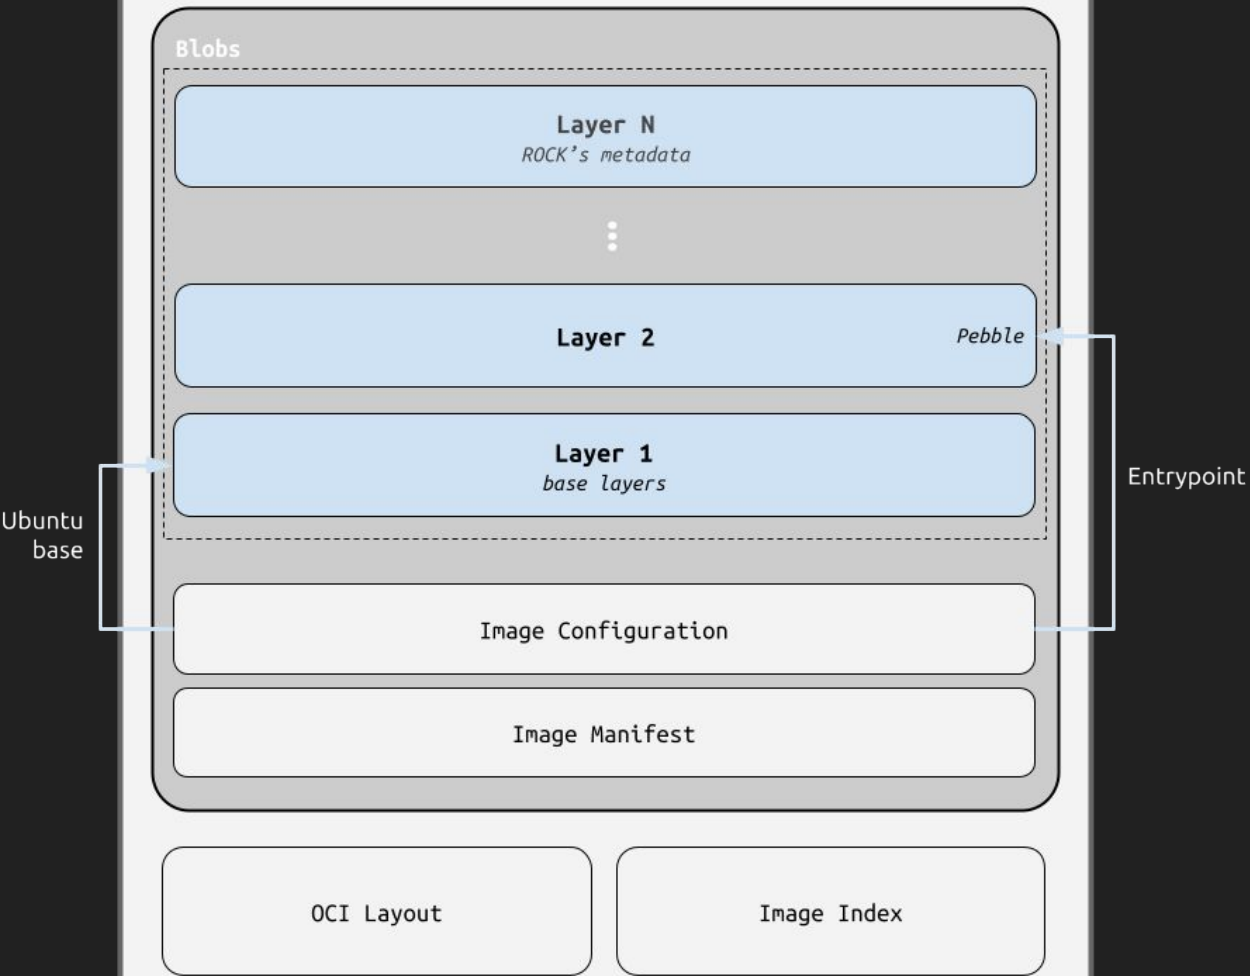 Blobs
Layer N
ROCK’s metadata
Layer 2
Pebble
Layer 1
base layers
Entrypoint
Ubuntu
base
Image Configuration
Image Manifest
OCI Layout
Image Index